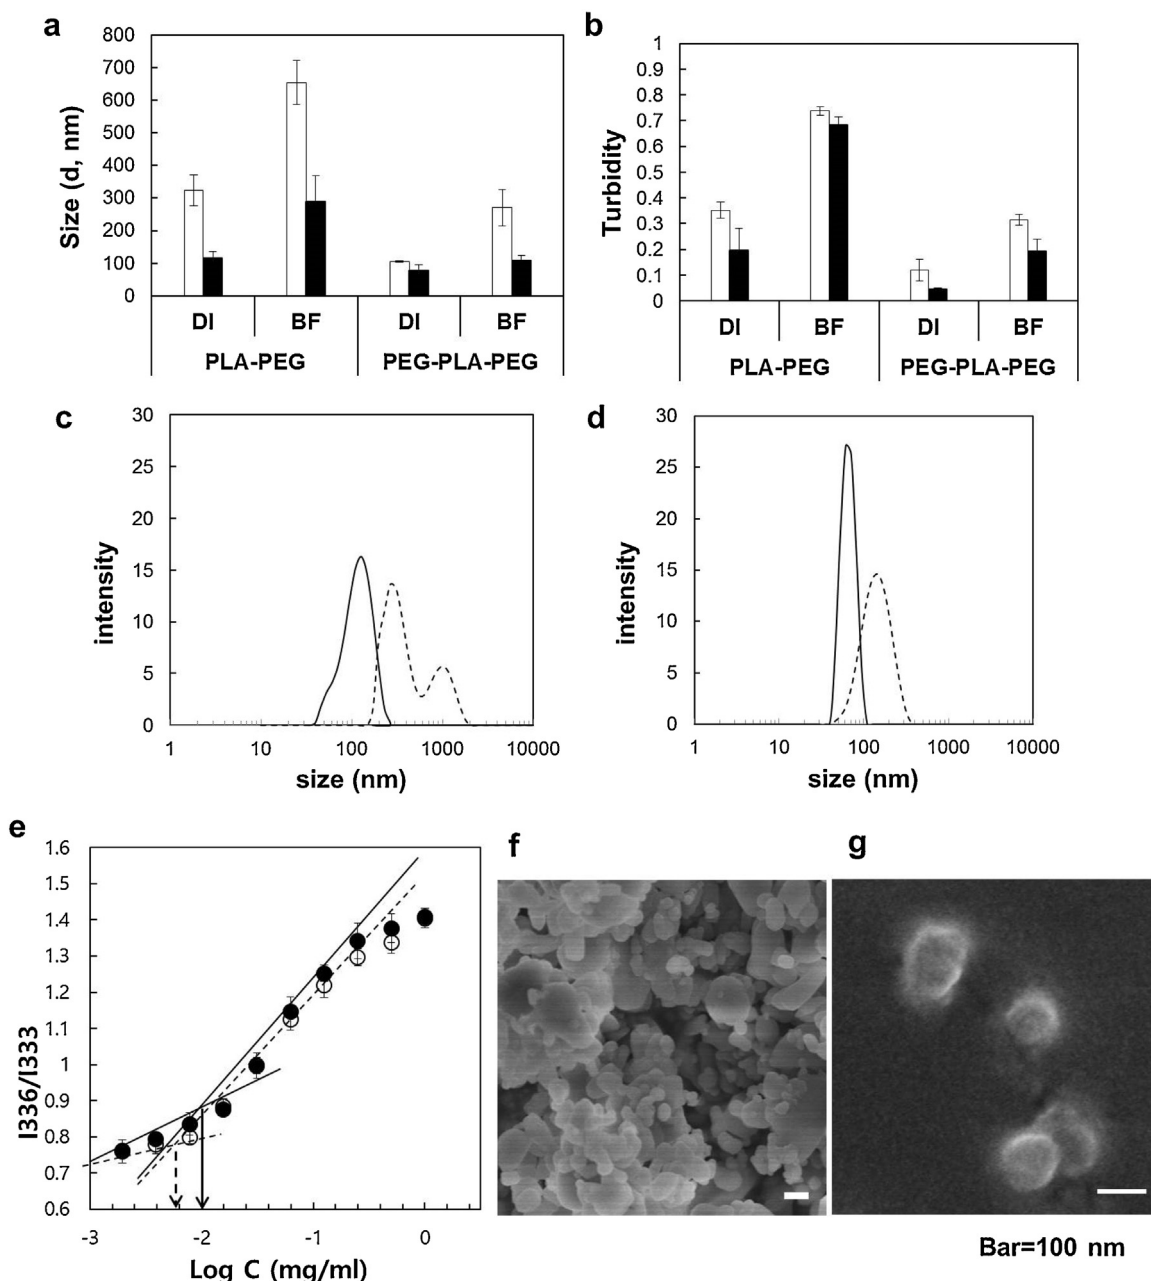 a
800
700
600
500
400
300
200
100
0
Size (d, nm)
DI BF DI BF
PLA-PEG PEG-PLA-PEG
b
1
0.9
0.8
0.7
0.6
0.5
0.4
0.3
0.2
0.1
0
Turbidity
DI BF DI BF
PLA-PEG PEG-PLA-PEG
c
30
25
20
15
10
5
0
intensity
1 10 100 1000 10000
size (nm)
d
30
25
20
15
10
5
0
intensity
1 10 100 1000 10000
size (nm)
e
1.6
1.5
1.4
1.3
1.2
1.1
1
0.9
0.8
0.7
0.6
I336/I333
-3 -2 -1 0
Log C (mg/ml)
f
g
Bar=100 nm